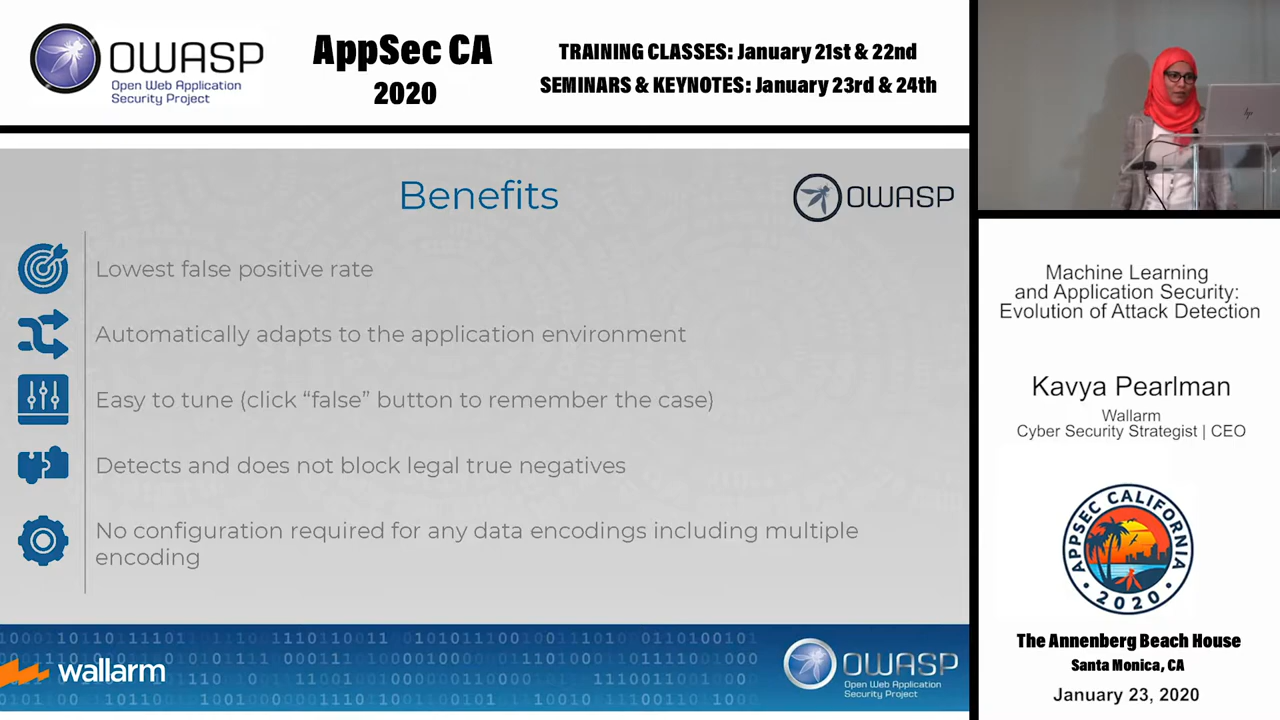 OWASP
Open Web Application
Security Project
AppSec CA
2020
TRAINING CLASSES: January 21st & 22nd
SEMINARS & KEYNOTES: January 23rd & 24th
Benefits
OWASP
Lowest false positive rate
Automatically adapts to the application environment
Easy to tune (click “false” button to remember the case)
Detects and does not block legal true negatives
No configuration required for any data encodings including multiple
encoding
wallarm
OWASP
Open Web Application
Security Project
hp
Machine Learning
and Application Security:
Evolution of Attack Detection
Kavya Pearlman
Wallarm
Cyber Security Strategist | CEO
APPSEC CALIFORNIA
2020
The Annenberg Beach House
Santa Monica, CA
January 23, 2020